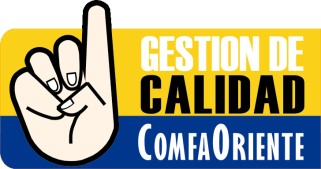 GESTION DE
CALIDAD
COMFAORIENTE